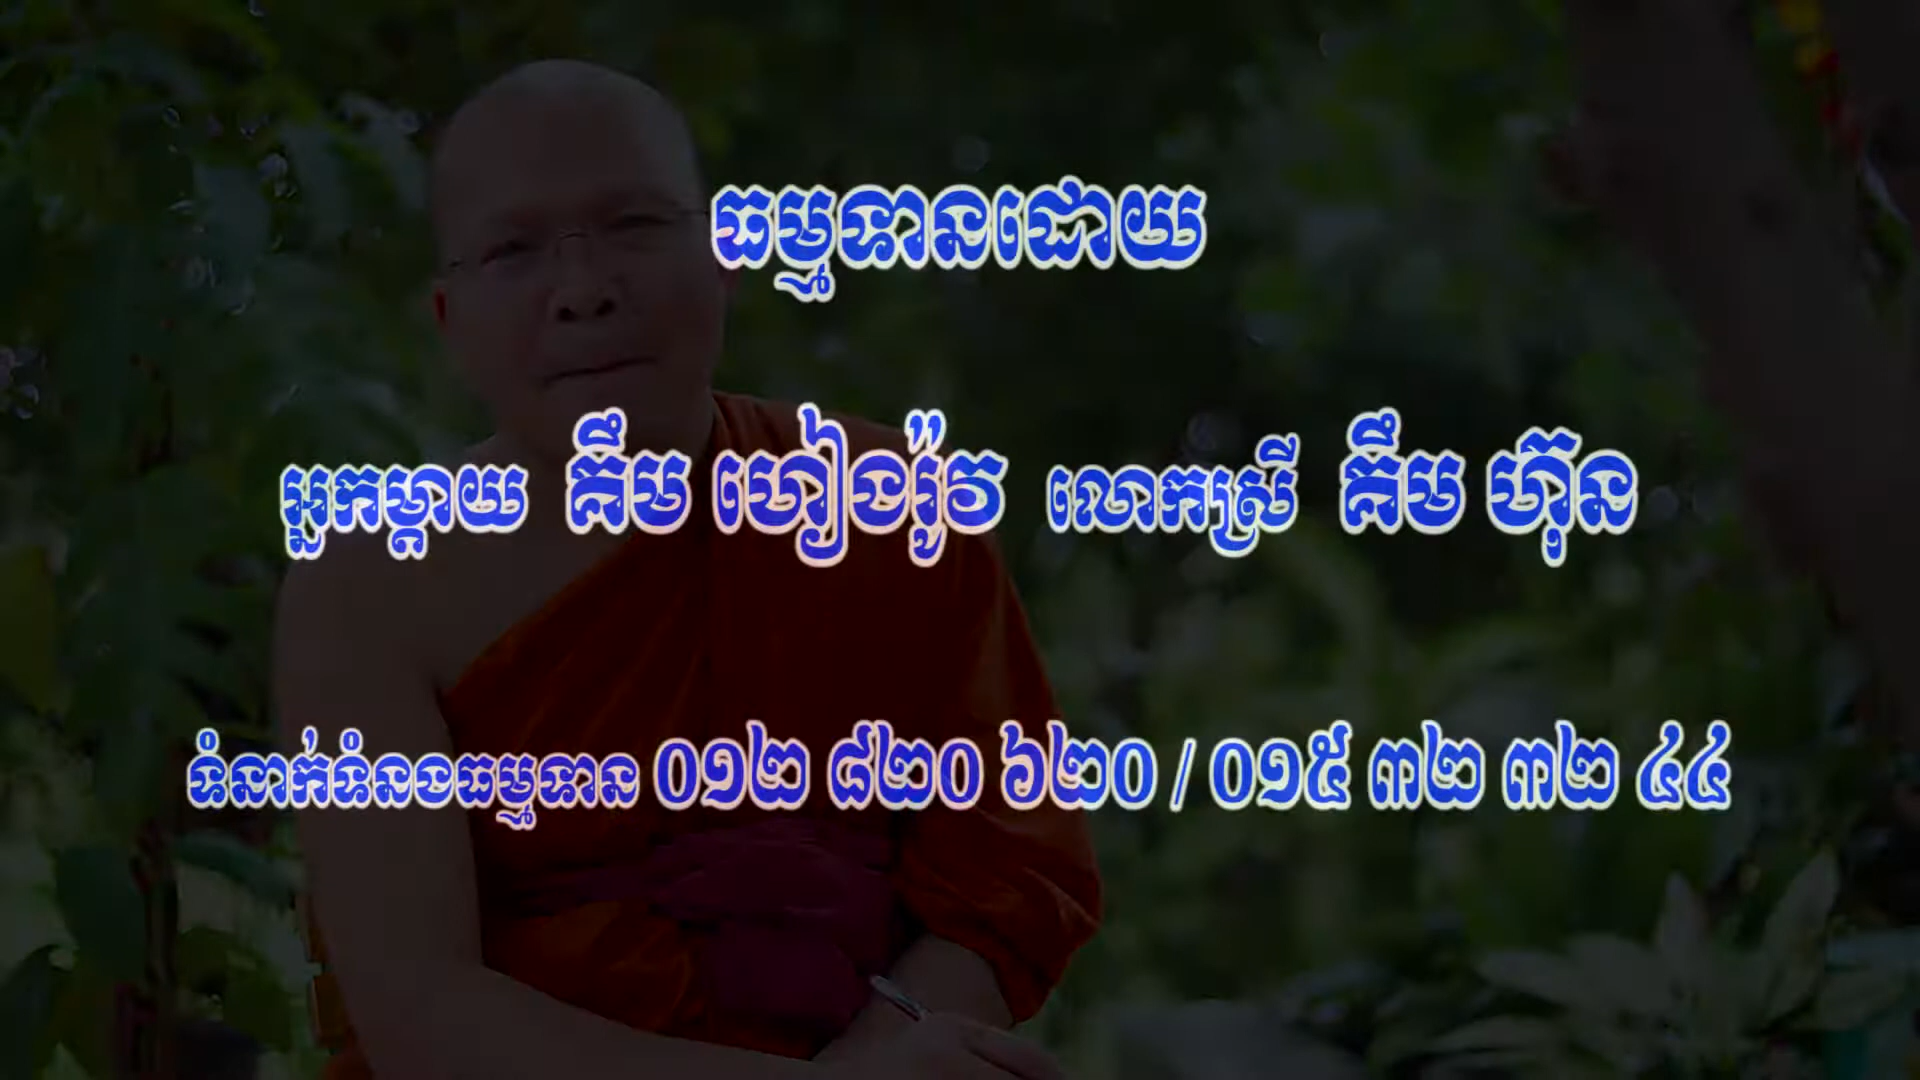 ធម្មទានដោយ
អ្នកម្តាយ គឹម ហៀងរ៉ូវ លោកស្រី គឹម ហ៊ុន
ទំនាក់ទំនងធម្មទាន ០១២ ៨២០ ៦២០ / ០១៥ ៣២ ៣២ ៤៤